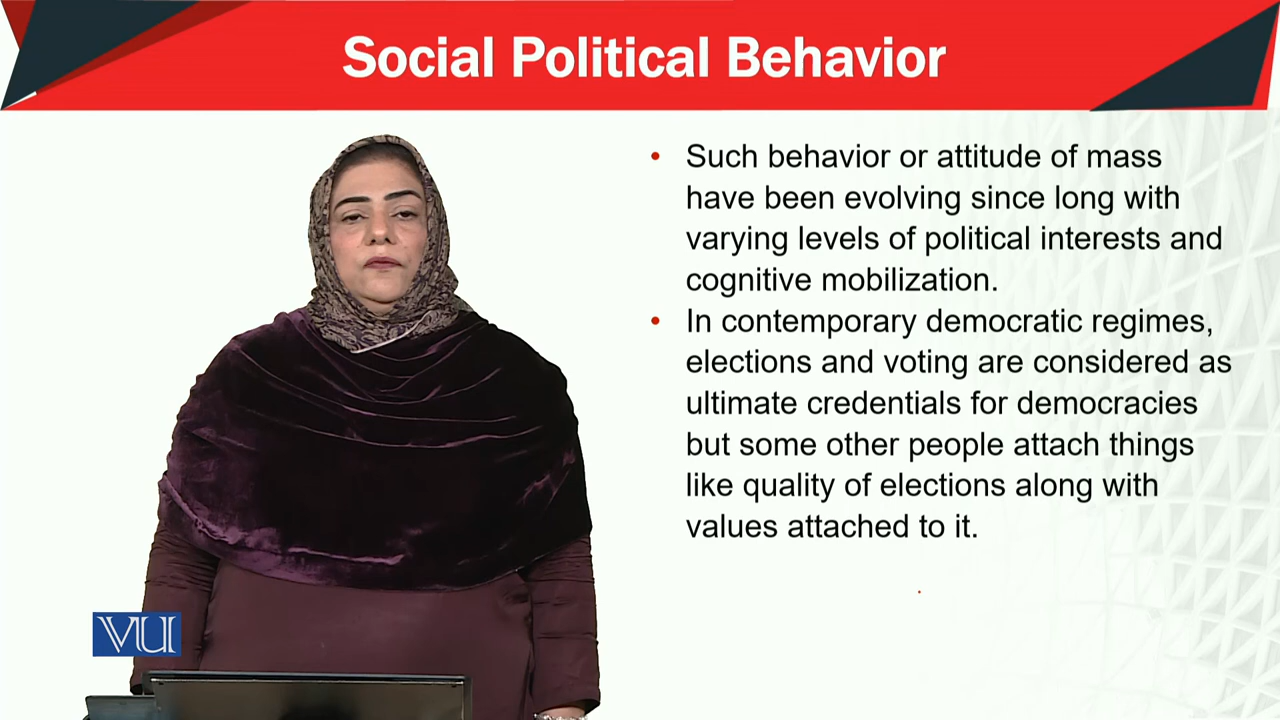 Social Political Behavior
• Such behavior or attitude of mass
have been evolving since long with
varying levels of political interests and
cognitive mobilization.
• In contemporary democratic regimes,
elections and voting are considered as
ultimate credentials for democracies
but some other people attach things
like quality of elections along with
values attached to it.
VU